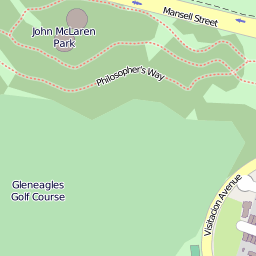 Mansell Street
John McLaren
Park
Philosopher's Way
Gleneagles
Golf Course
Visitacion Avenue